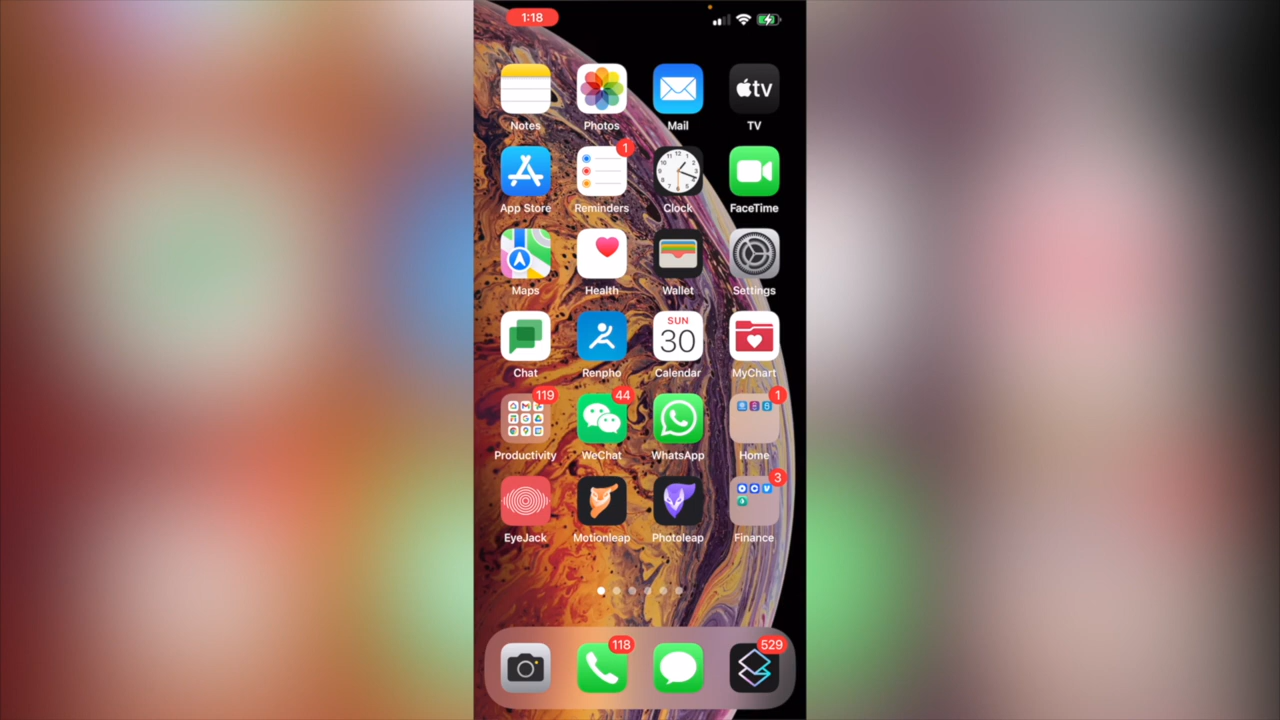 1:18
tv
Notes Photos Mail TV
1
App Store Reminders Clock FaceTime
Maps Health Wallet Settings
SUN
30
Chat Renpho Calendar MyChart
119 44 1
Productivity WeChat WhatsApp Home
3
EyeJack Motionleap Photoleap Finance
118 529